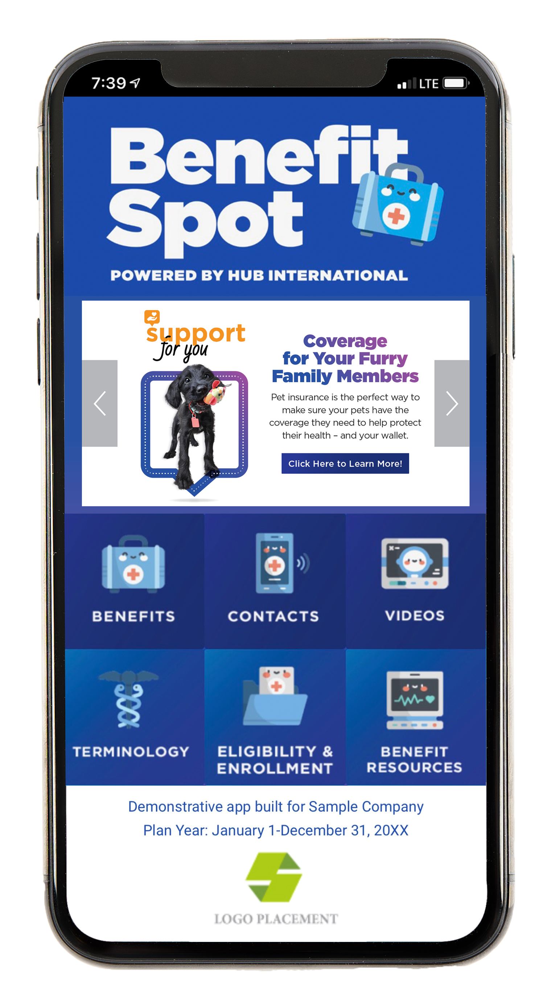 7:39
LTE
Benefit
Spot
POWERED BY HUB INTERNATIONAL
support
for you
Coverage
for Your Furry
Family Members
Pet insurance is the perfect way to
make sure your pets have the
coverage they need to help protect
their health – and your wallet.
Click Here to Learn More!
BENEFITS
CONTACTS
VIDEOS
TERMINOLOGY
ELIGIBILITY &
ENROLLMENT
BENEFIT
RESOURCES
Demonstrative app built for Sample Company
Plan Year: January 1-December 31, 20XX
LOGO PLACEMENT